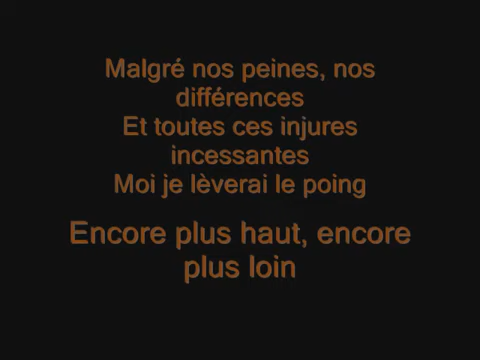 Malgré nos peines, nos
différences
Et toutes ces injures
incessantes
Moi je lèverai le poing
Encore plus haut, encore
plus loin